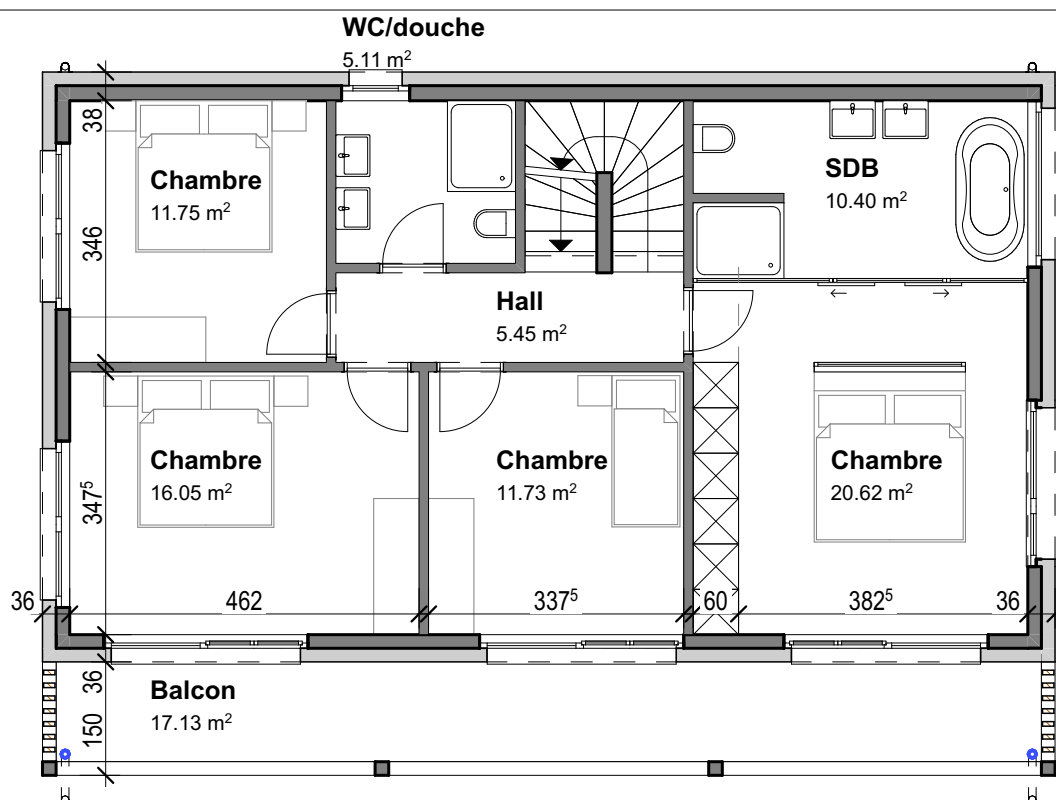 WC/douche
5.11 m²
38
Chambre
11.75 m²
SDB
10.40 m²
346
Hall
5.45 m²
Chambre
16.05 m²
Chambre
11.73 m²
Chambre
20.62 m²
347⁵
36
462
337⁵
60
382⁵
36
36
Balcon
17.13 m²
150